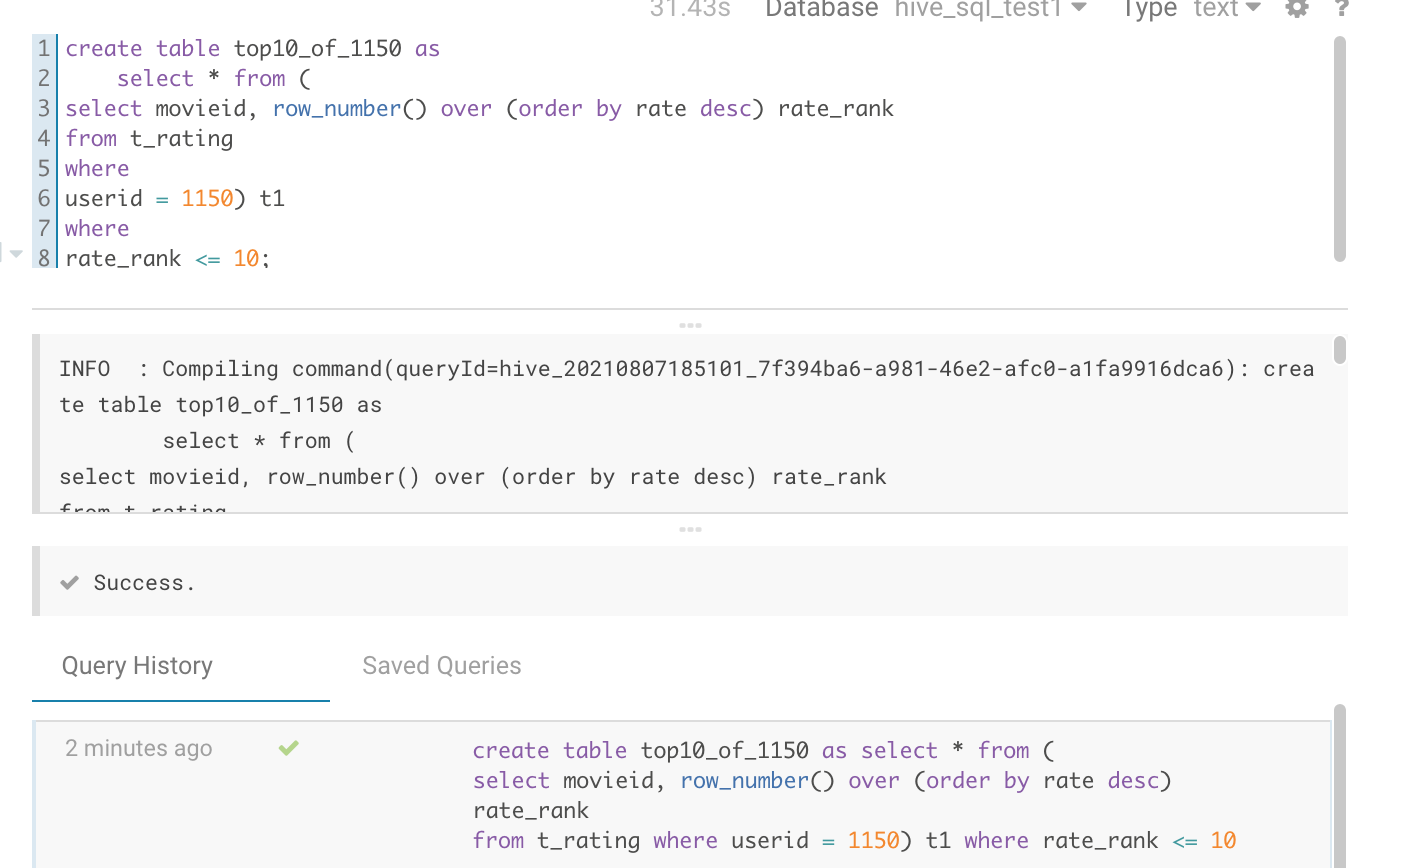 31.43s Database hive_sql_test1 Type text ?
1 create table top10_of_1150 as
2 select * from (
3 select movieid, row_number() over (order by rate desc) rate_rank
4 from t_rating
5 where
6 userid = 1150) t1
7 where
8 rate_rank <= 10;
INFO : Compiling command(queryId=hive_20210807185101_7f394ba6-a981-46e2-afc0-a1fa9916dca6): crea
te table top10_of_1150 as
select * from (
select movieid, row_number() over (order by rate desc) rate_rank
from t_rating
Success.
Query History Saved Queries
2 minutes ago create table top10_of_1150 as select * from (
select movieid, row_number() over (order by rate desc)
rate_rank
from t_rating where userid = 1150) t1 where rate_rank <= 10